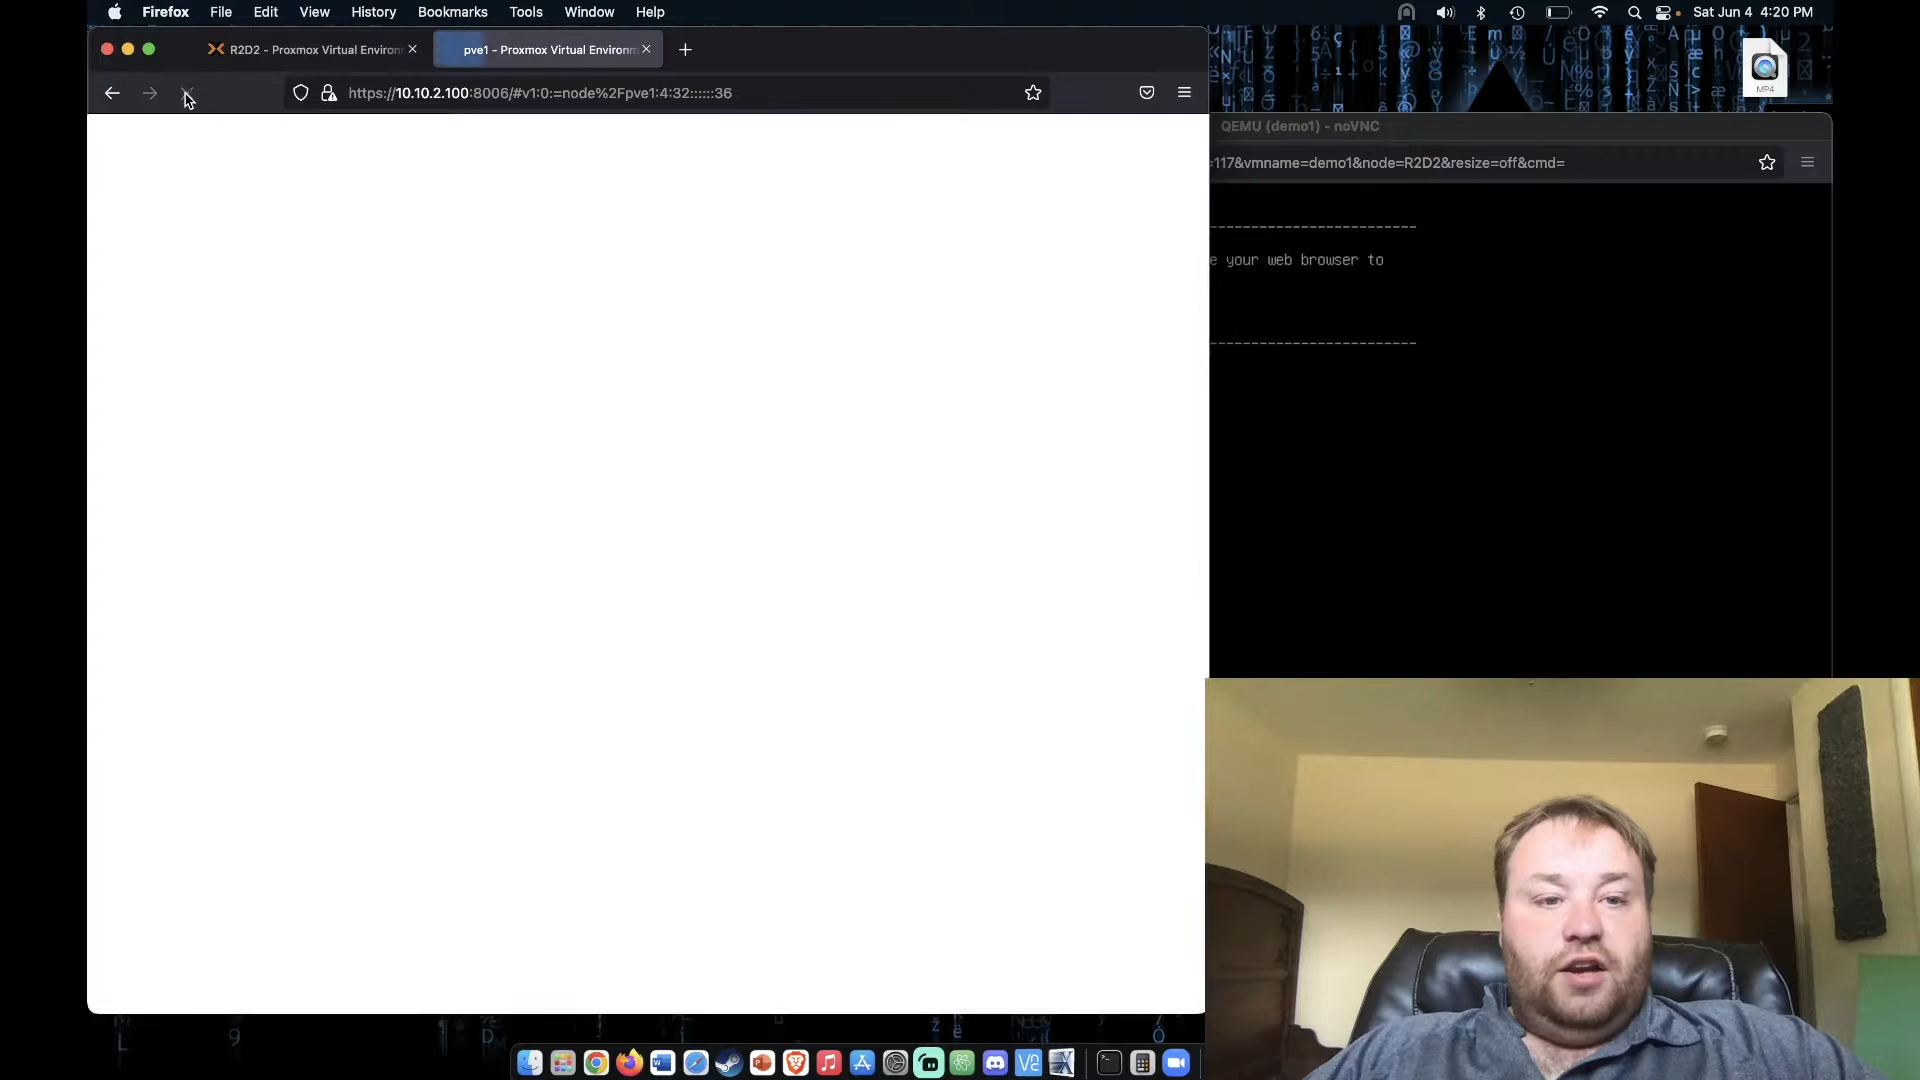 Firefox File Edit View History Bookmarks Tools Window Help
Sat Jun 4 4:20 PM
R2D2 - Proxmox Virtual Environ
pve1 - Proxmox Virtual Environm
https://10.10.2.100:8006/#v1:0:=node%2Fpve1:4:32::::::36
MP4
QEMU (demo1) - noVNC
=117&vmname=demo1&node=R2D2&resize=off&cmd=
-------------------------
e your web browser to
-------------------------